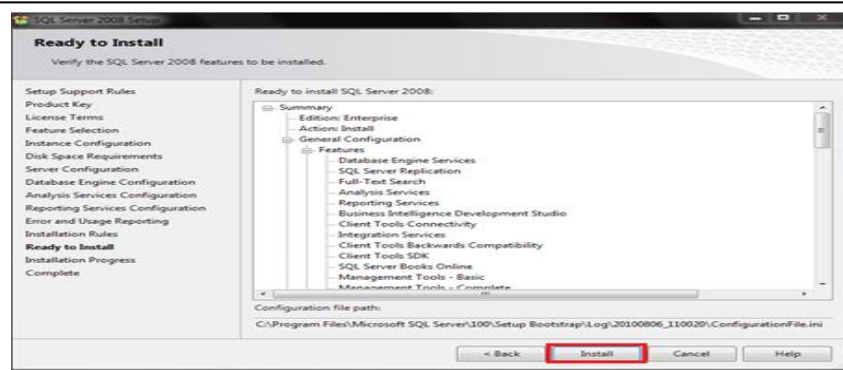 SQL Server 2008 Setup
Ready to Install
Verify the SQL Server 2008 features to be installed.
Setup Support Rules
Product Key
License Terms
Feature Selection
Instance Configuration
Disk Space Requirements
Server Configuration
Database Engine Configuration
Analysis Services Configuration
Reporting Services Configuration
Error and Usage Reporting
Installation Rules
Ready to Install
Installation Progress
Complete
Ready to install SQL Server 2008:
Summary
Edition: Enterprise
Action: Install
General Configuration
Features
Database Engine Services
SQL Server Replication
Full-Text Search
Analysis Services
Reporting Services
Business Intelligence Development Studio
Client Tools Connectivity
Integration Services
Client Tools Backwards Compatibility
Client Tools SDK
SQL Server Books Online
Management Tools - Basic
Management Tools - Complete
Configuration file path:
C:\Program Files\Microsoft SQL Server\100\Setup Bootstrap\Log\20100806_110020\ConfigurationFile.ini
< Back Install Cancel Help